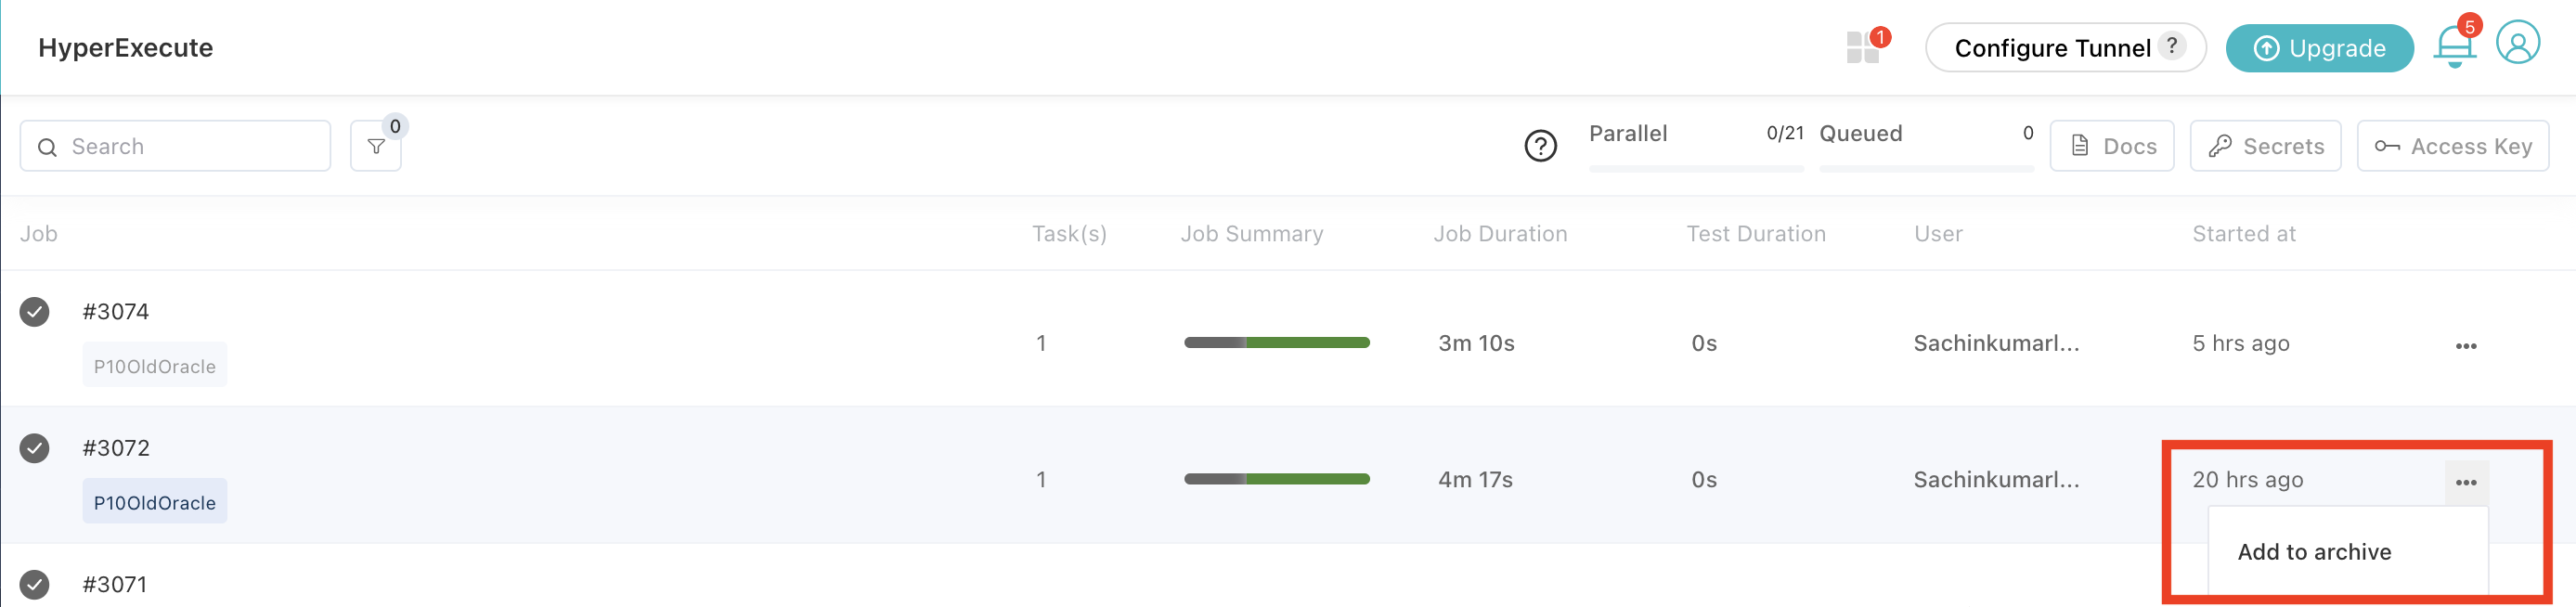 HyperExecute
1
Configure Tunnel ?
Upgrade
5
Search
0
?
Parallel 0/21
Queued 0
Docs
Secrets
Access Key
Job Task(s) Job Summary Job Duration Test Duration User Started at
#3074
P10OldOracle
1 3m 10s 0s Sachinkumarl... 5 hrs ago ...
#3072
P10OldOracle
1 4m 17s 0s Sachinkumarl... 20 hrs ago ...
Add to archive
#3071